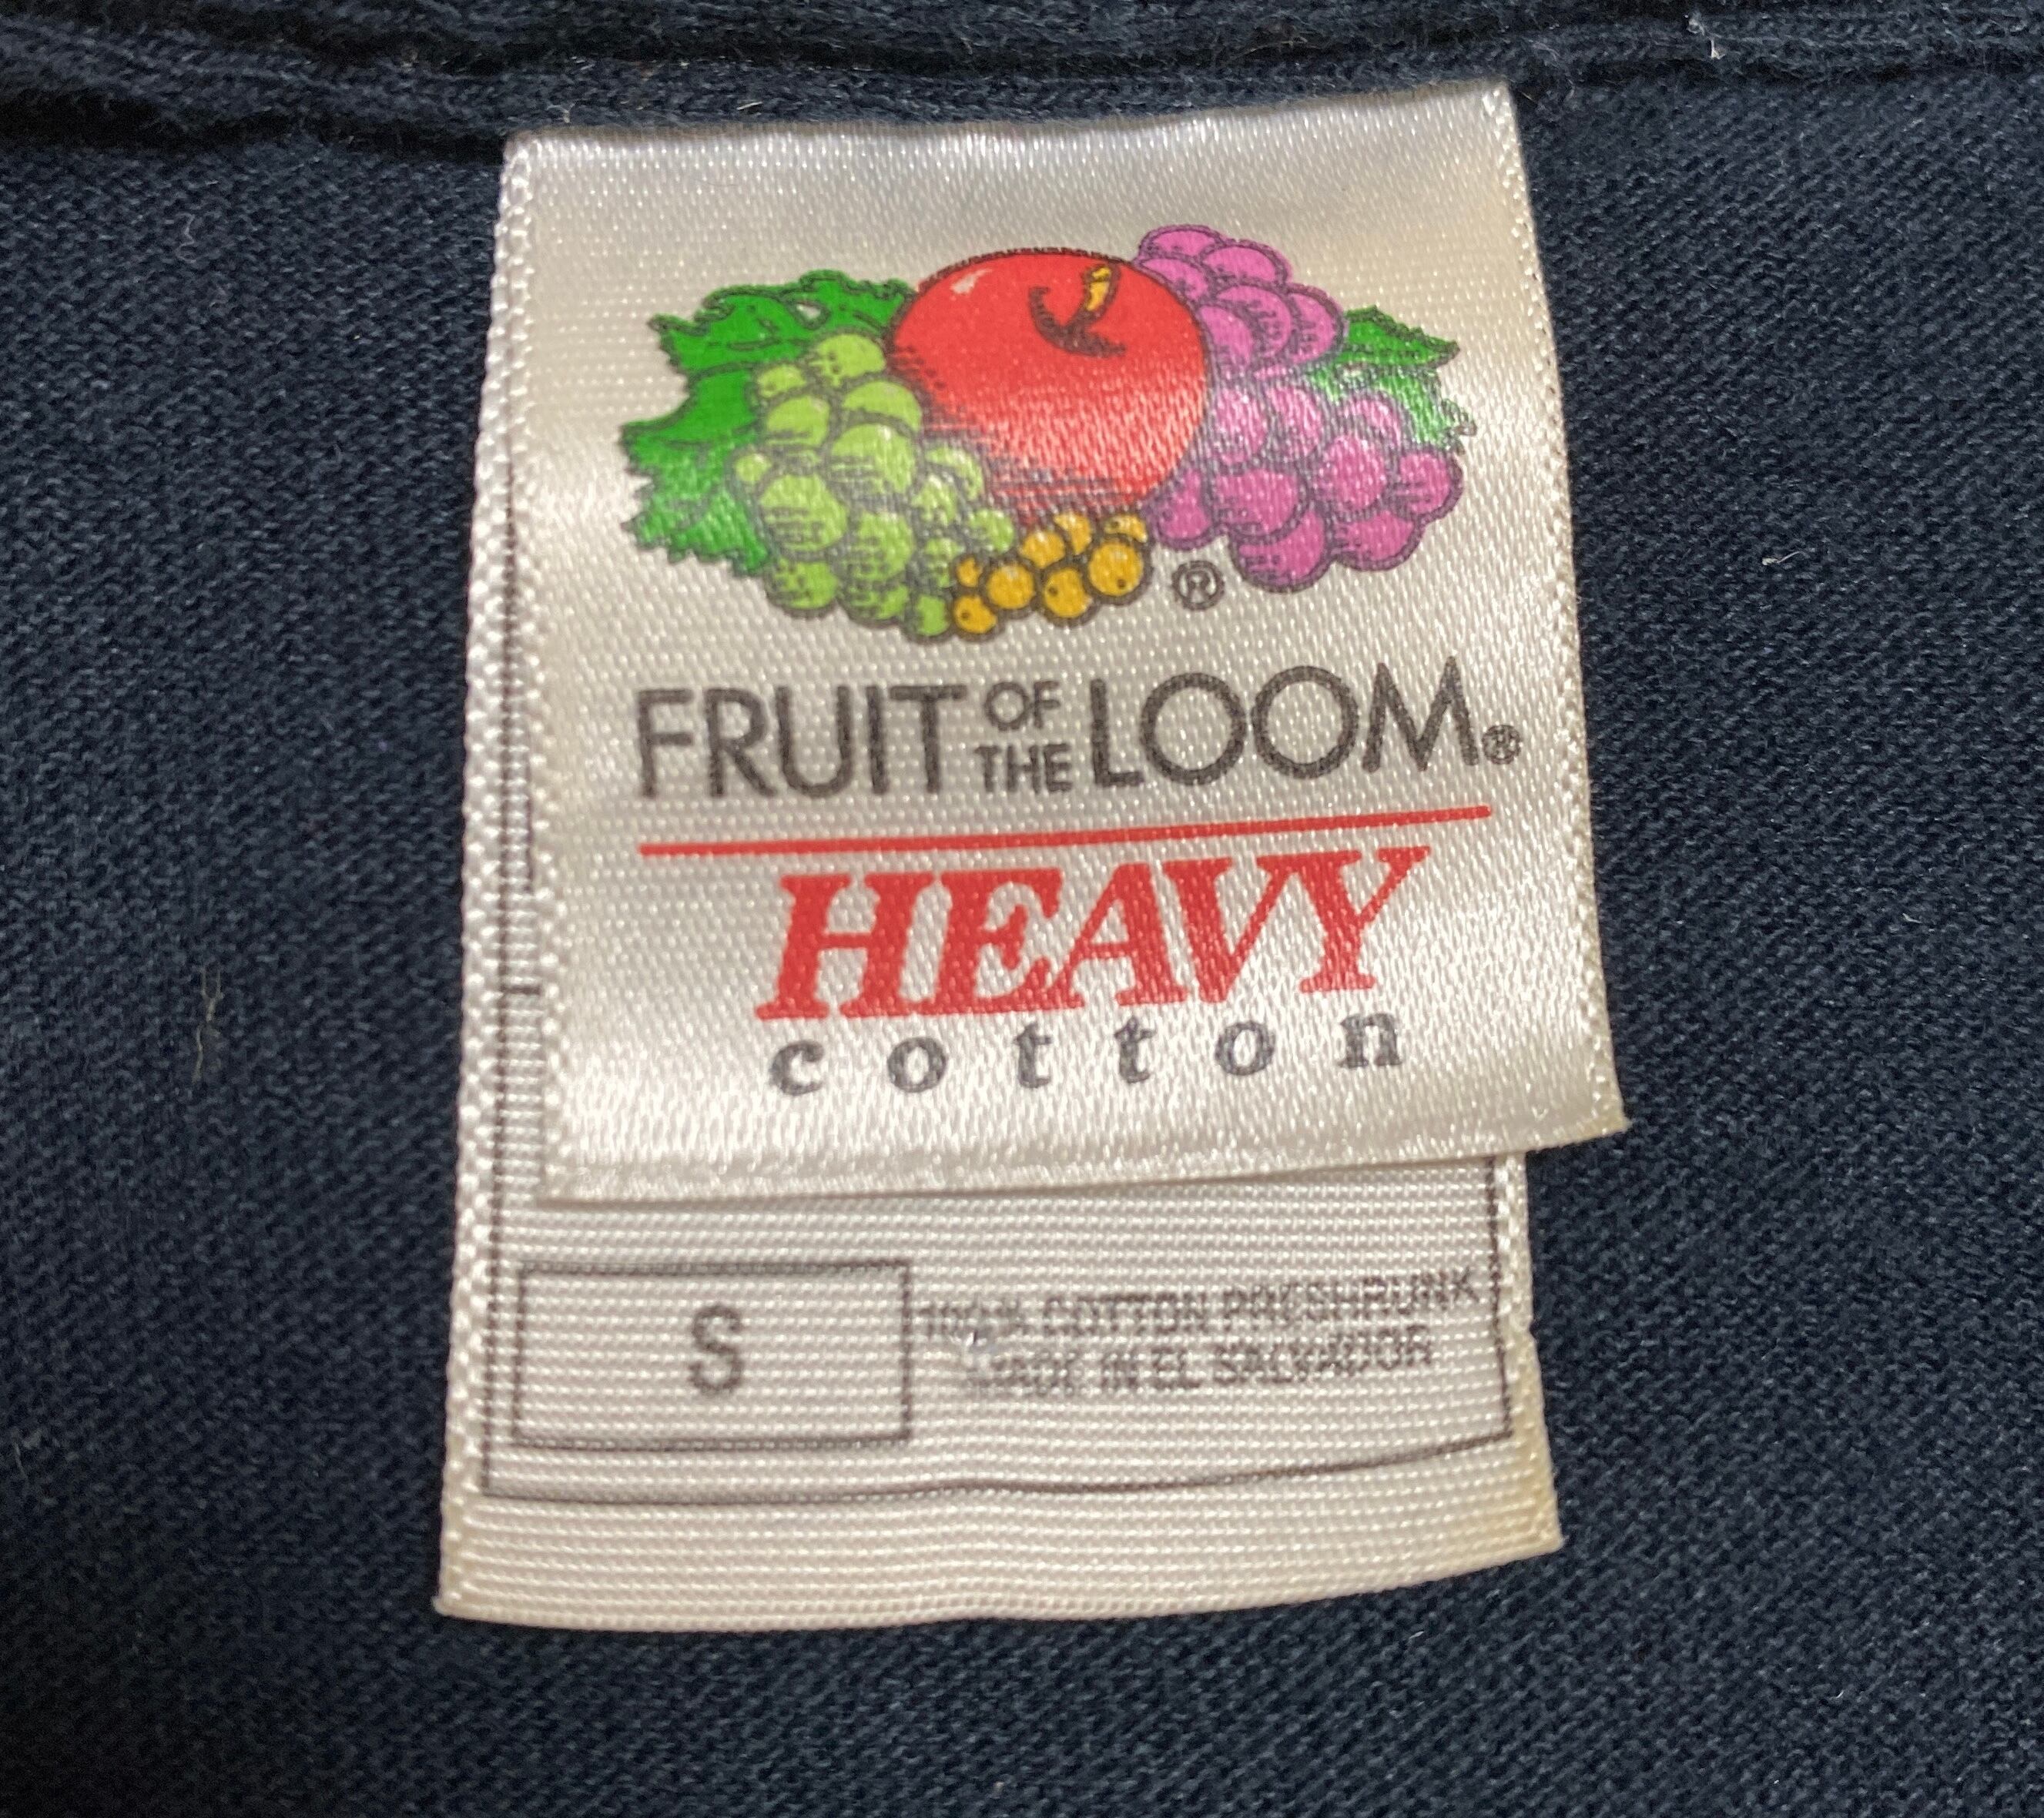 ®
FRUIT OF THE LOOM®
HEAVY
cotton
S
100% COTTON PRESHRUNK
MADE IN EL SALVADOR